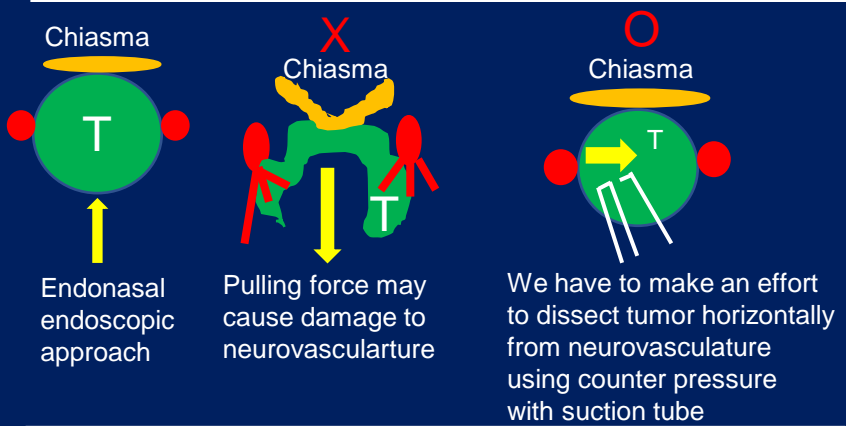 Chiasma
T
Endonasal
endoscopic
approach
X
Chiasma
T
Pulling force may
cause damage to
neurovascularture
O
Chiasma
T
We have to make an effort
to dissect tumor horizontally
from neurovasculature
using counter pressure
with suction tube